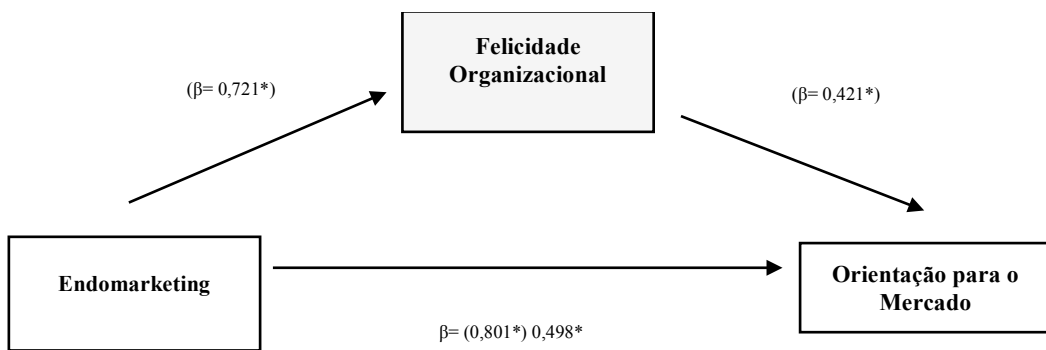 Felicidade
Organizacional
(β= 0,721*)
(β= 0,421*)
Endomarketing
Orientação para o
Mercado
β= (0,801*) 0,498*